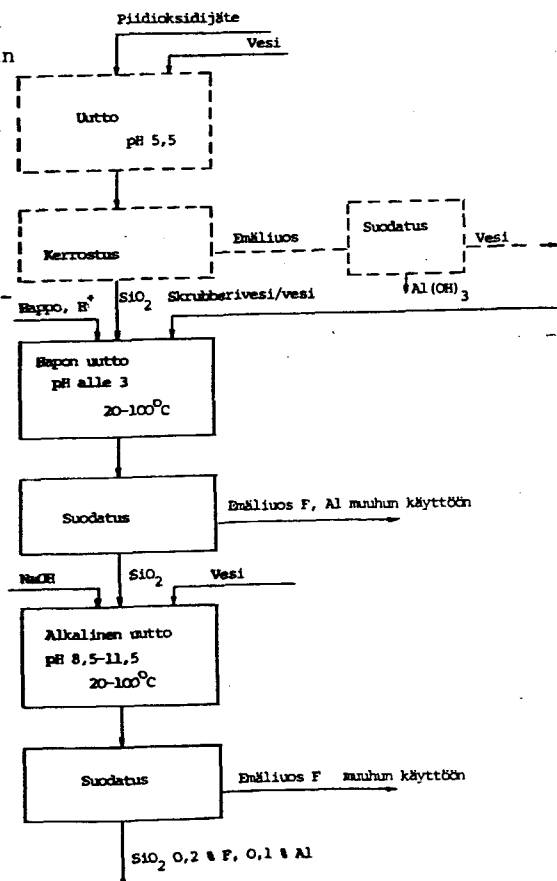 Piidioksidijäte
n
Vesi
Uutto
pH 5,5
Emäliuos
Suodatus
Vesi
Kerrostus
Al(OH)3
SiO2 Skrubberivesi/vesi
Happo, H+
Hapon uutto
pH alle 3
20-100°C
Suodatus
Emäliuos F, Al muuhun käyttöön
SiO2
NaOH
Vesi
Alkalinen uutto
pH 8,5-11,5
20-100°C
Suodatus
Emäliuos F muuhun käyttöön
SiO2 0,2 % F, 0,1 % Al